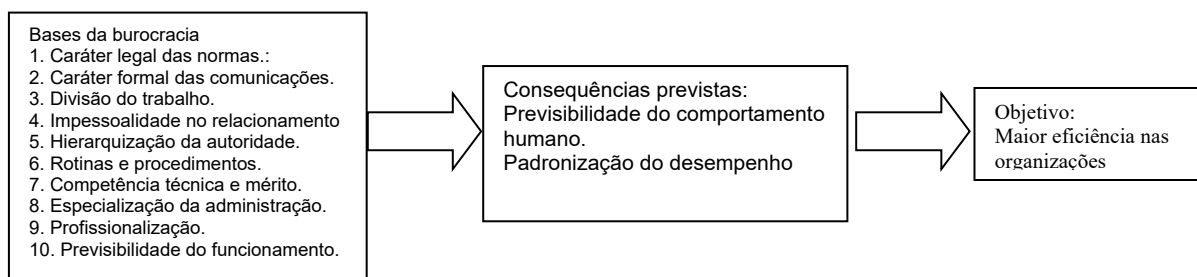 Bases da burocracia
1. Caráter legal das normas.:
2. Caráter formal das comunicações.
3. Divisão do trabalho.
4. Impessoalidade no relacionamento
5. Hierarquização da autoridade.
6. Rotinas e procedimentos.
7. Competência técnica e mérito.
8. Especialização da administração.
9. Profissionalização.
10. Previsibilidade do funcionamento.
Consequências previstas:
Previsibilidade do comportamento
humano.
Padronização do desempenho
Objetivo:
Maior eficiência nas
organizações